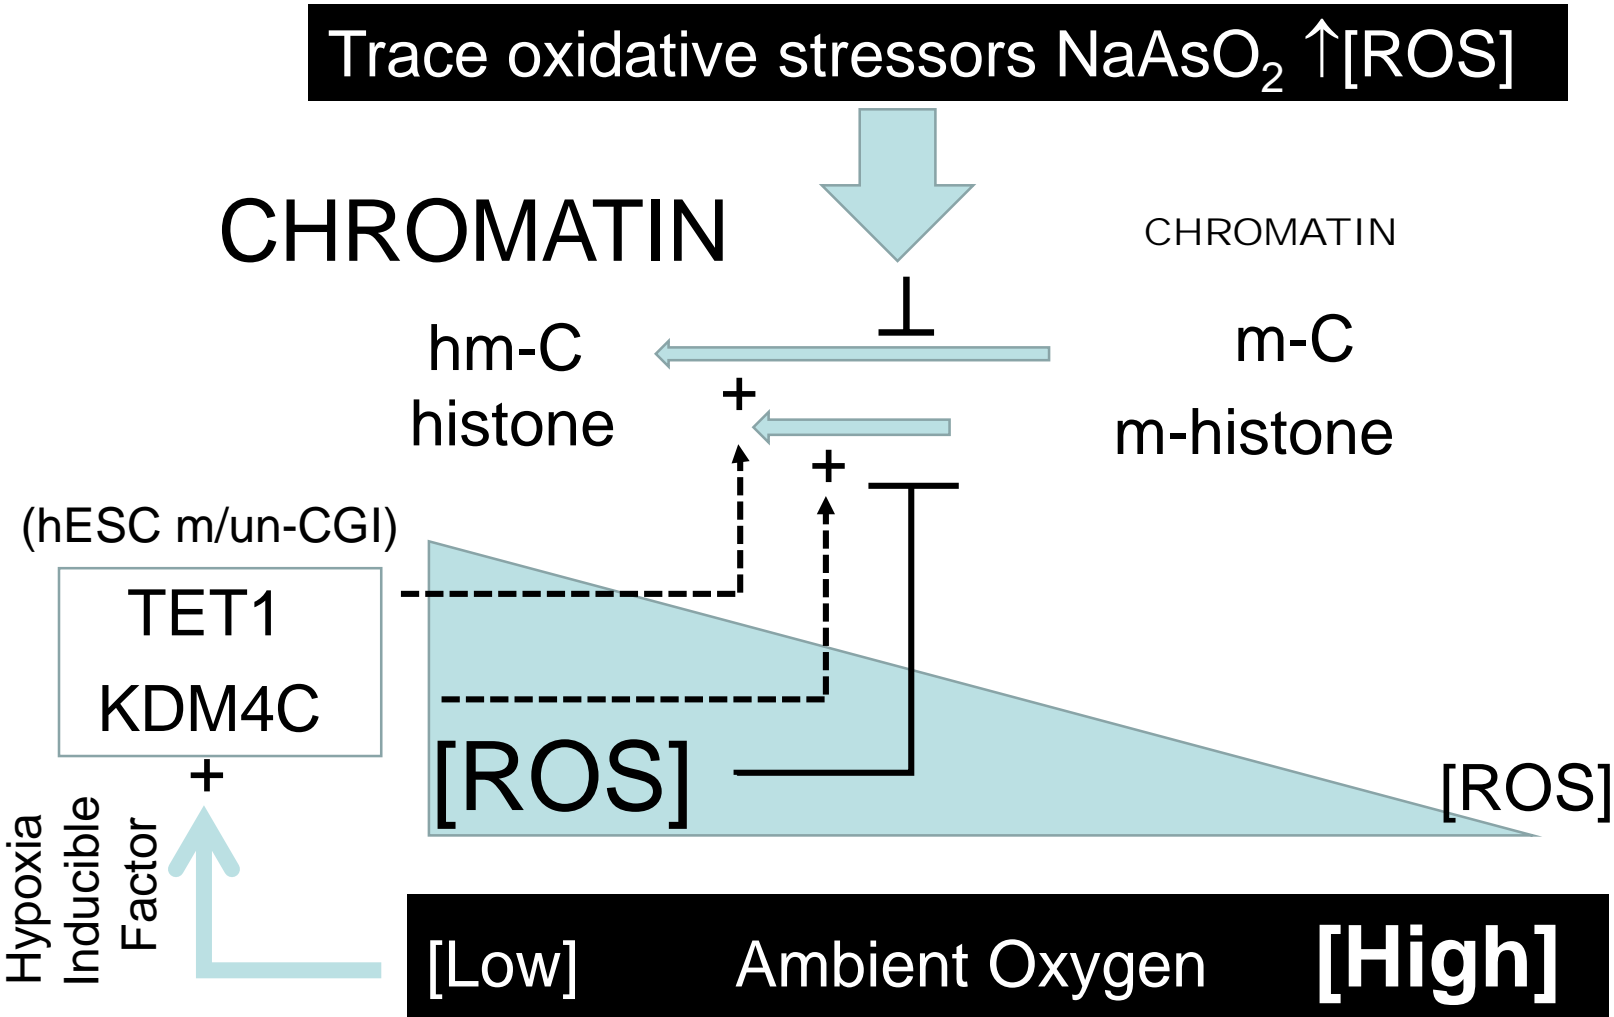 Trace oxidative stressors NaAsO₂ ↑[ROS]
CHROMATIN
CHROMATIN
hm-C
m-C
+
histone
m-histone
+
(hESC m/un-CGI)
TET1
KDM4C
+
[ROS]
[ROS]
Hypoxia
Inducible
Factor
[Low] Ambient Oxygen [High]